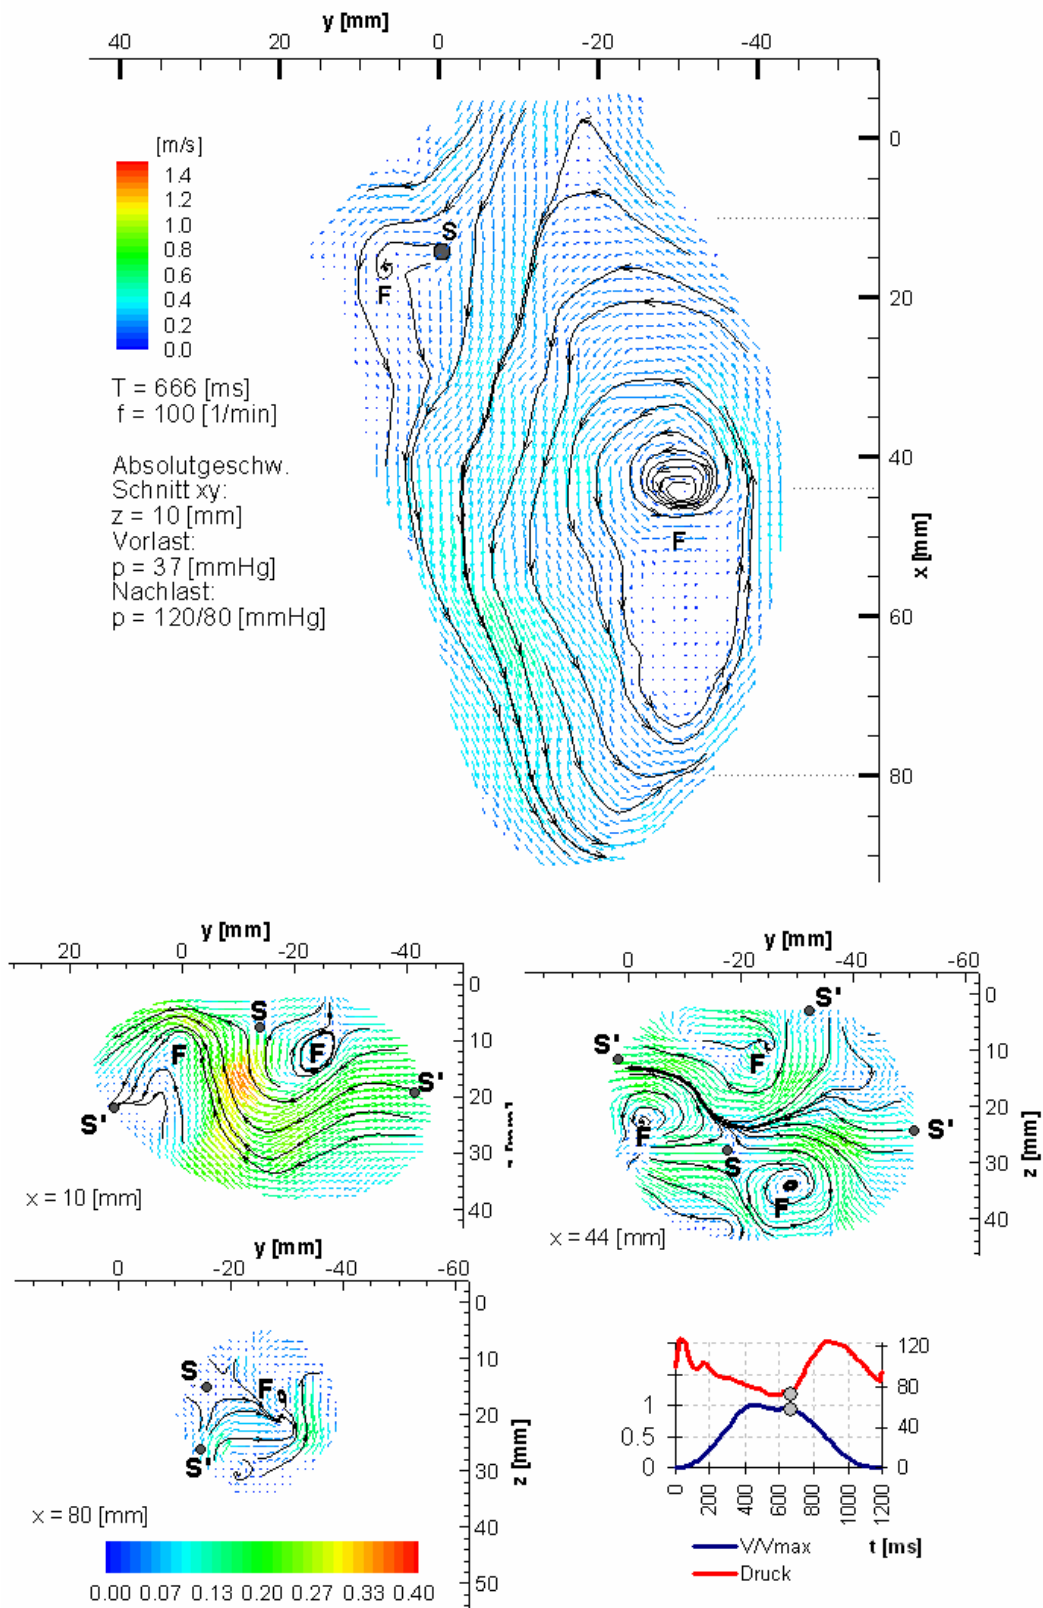 y [mm]
40 20 0 -20 -40
[m/s]
1.4
1.2
1.0
0.8
0.6
0.4
0.2
0.0
0
20
40
60
80
x [mm]
S
F
F
T = 666 [ms]
f = 100 [1/min]
Absolutgeschw.
Schnitt xy:
z = 10 [mm]
Vorlast:
p = 37 [mmHg]
Nachlast:
p = 120/80 [mmHg]
y [mm]
20 0 -20 -40
0
10
20
30
40
S
F
F
S'
S'
x = 10 [mm]
y [mm]
0 -20 -40 -60
0
10
20
30
40
z [mm]
S'
S'
F
F
S'
S
F
x = 44 [mm]
y [mm]
0 -20 -40 -60
0
10
20
30
40
50
z [mm]
S
F
S'
x = 80 [mm]
0.00 0.07 0.13 0.20 0.27 0.33 0.40
1
0.5
0
120
80
40
0
0 200 400 600 800 1000 1200
t [ms]
V/Vmax
Druck